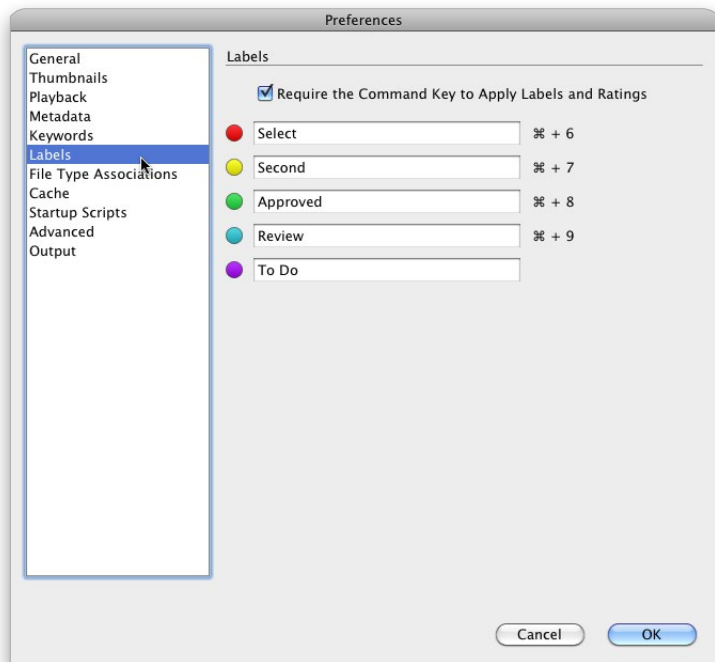 Preferences
General
Thumbnails
Playback
Metadata
Keywords
Labels
File Type Associations
Cache
Startup Scripts
Advanced
Output
Labels
Require the Command Key to Apply Labels and Ratings
Select ⌘ + 6
Second ⌘ + 7
Approved ⌘ + 8
Review ⌘ + 9
To Do
Cancel OK